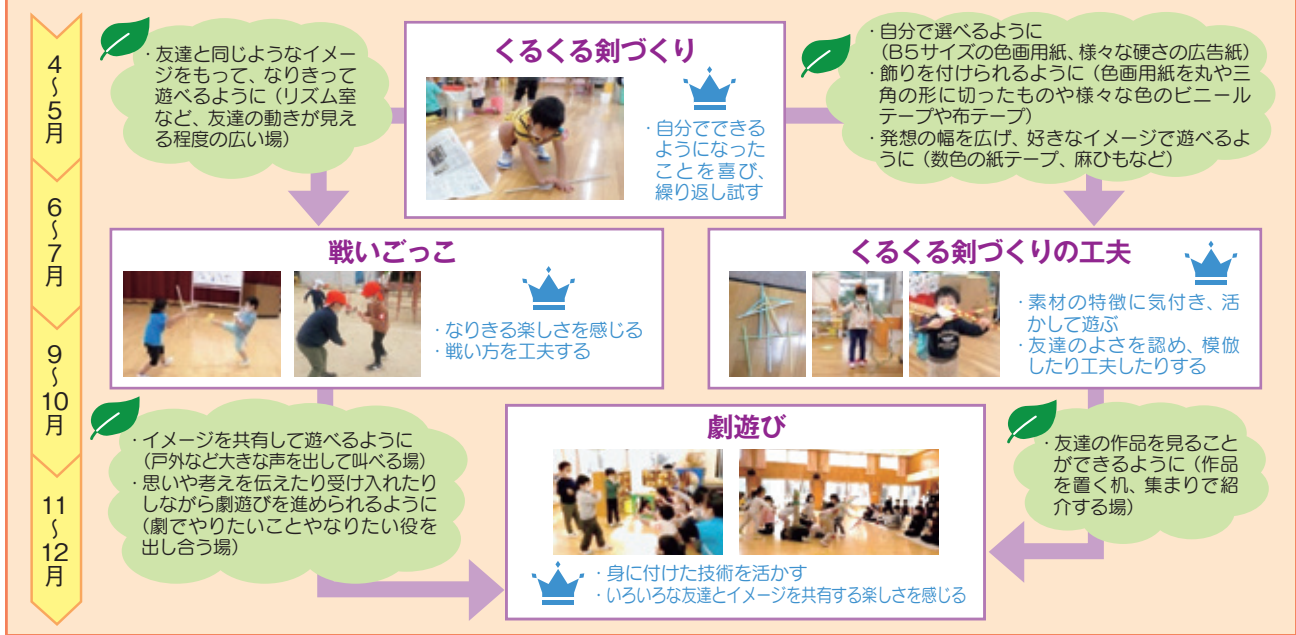 4〜5月
6〜7月
9〜10月
11〜12月
・友達と同じようなイメー
ジをもって、なりきって
遊べるように（リズム室
など、友達の動きが見え
る程度の広い場）
くるくる剣づくり
・自分でできる
ようになった
ことを喜び、
繰り返し試す
・自分で選べるように
（B5サイズの色画用紙、様々な硬さの広告紙）
・飾りを付けられるように（色画用紙を丸や三
角の形に切ったものや様々な色のビニール
テープや布テープ）
・発想の幅を広げ、好きなイメージで遊べるよ
うに（数色の紙テープ、麻ひもなど）
戦いごっこ
・なりきる楽しさを感じる
・戦い方を工夫する
くるくる剣づくりの工夫
・素材の特徴に気付き、活
かして遊ぶ
・友達のよさを認め、模倣
したり工夫したりする
・イメージを共有して遊べるように
（戸外など大きな声を出して叫べる場）
・思いや考えを伝えたり受け入れたり
しながら劇遊びを進められるように
（劇でやりたいことやなりたい役を
出し合う場）
劇遊び
・身に付けた技術を活かす
・いろいろな友達とイメージを共有する楽しさを感じる
・友達の作品を見ること
ができるように（作品
を置く机、集まりで紹
介する場）